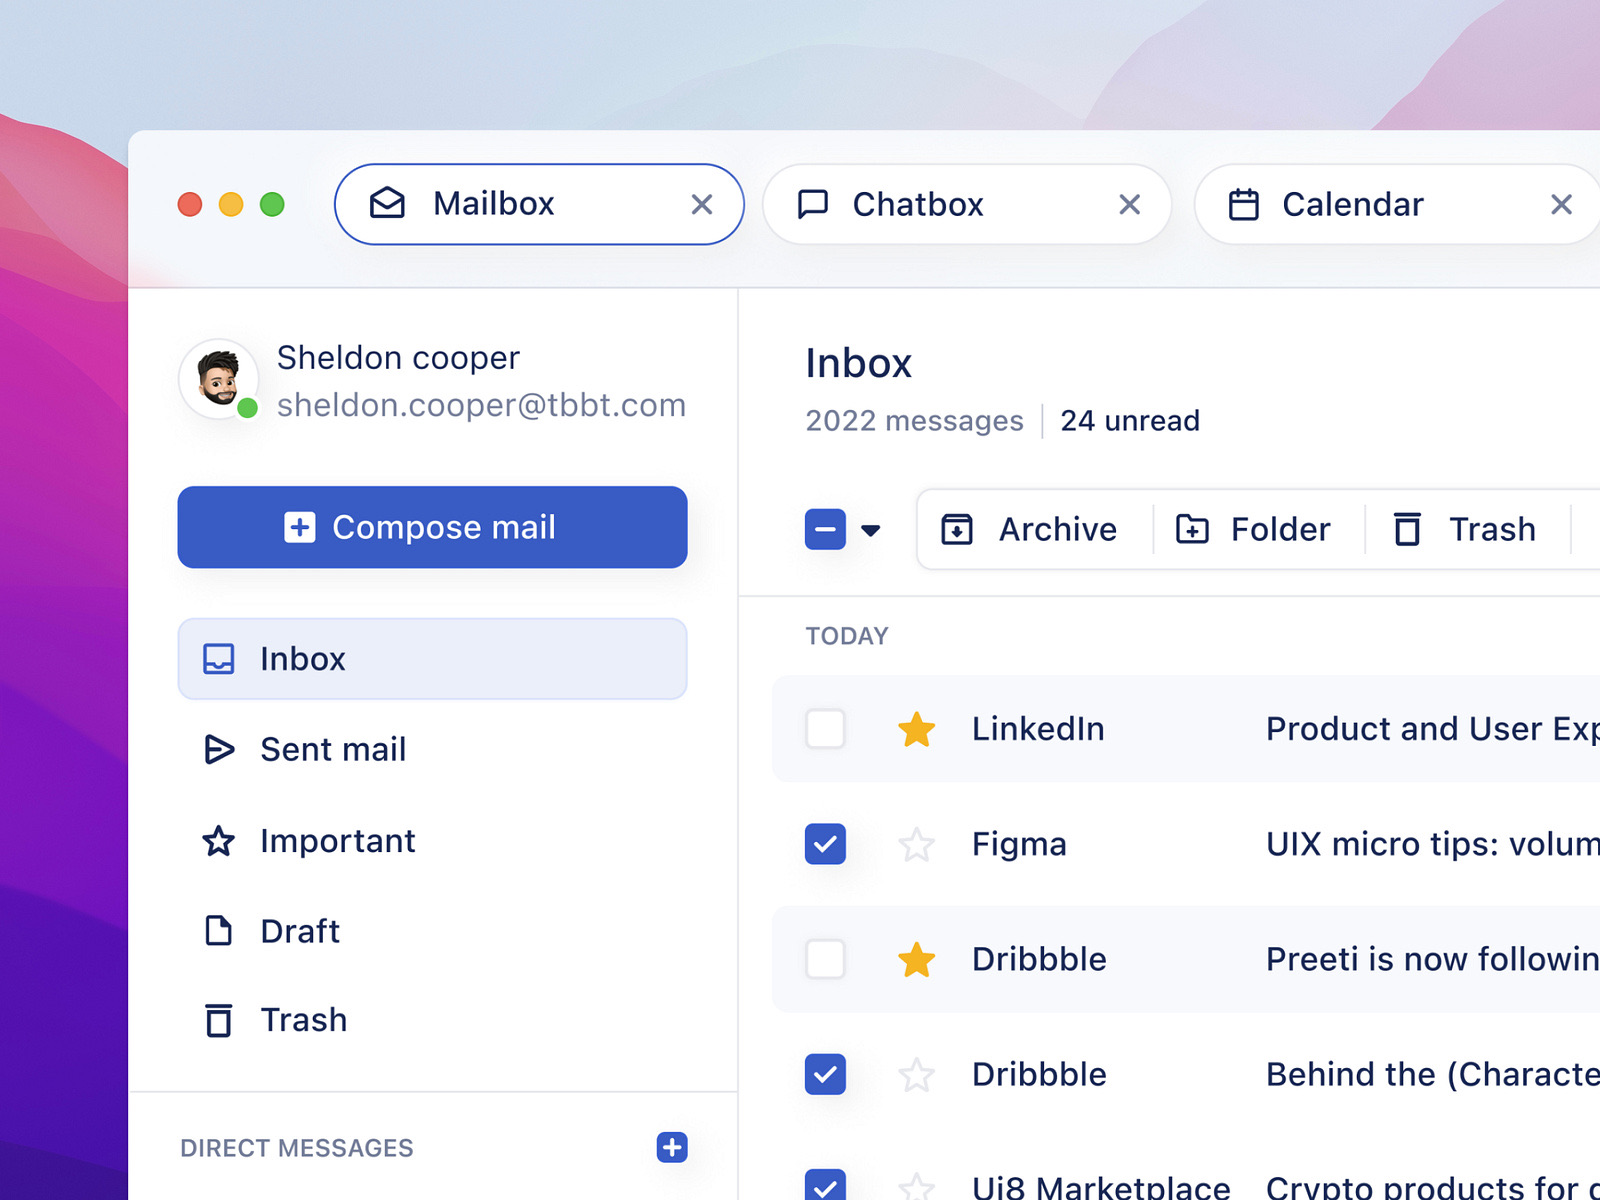 Mailbox
Chatbox
Calendar
Sheldon cooper
sheldon.cooper@tbbt.com
Compose mail
Inbox
Sent mail
Important
Draft
Trash
DIRECT MESSAGES
Inbox
2022 messages 24 unread
Archive Folder Trash
TODAY
LinkedIn Product and User Exp
Figma UIX micro tips: volum
Dribbble Preeti is now followin
Dribbble Behind the (Characte
Ui8 Marketplace Crypto products for